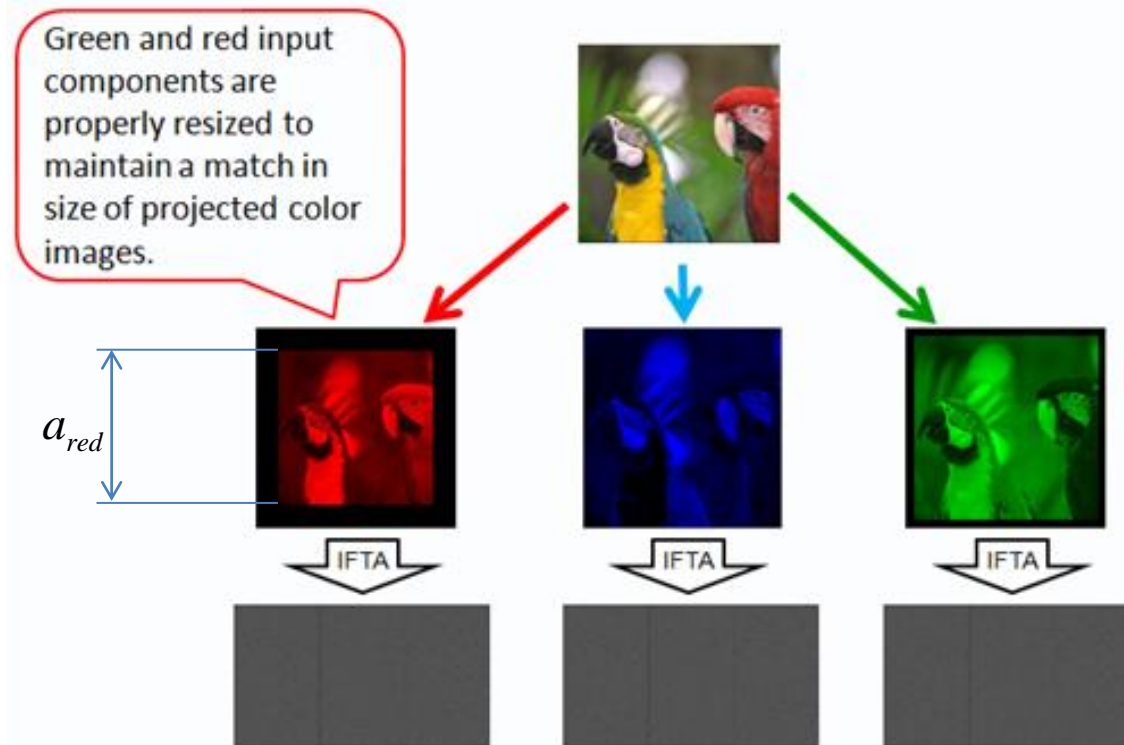 Green and red input
components are
properly resized to
maintain a match in
size of projected color
images.
a_red
IFTA
IFTA
IFTA